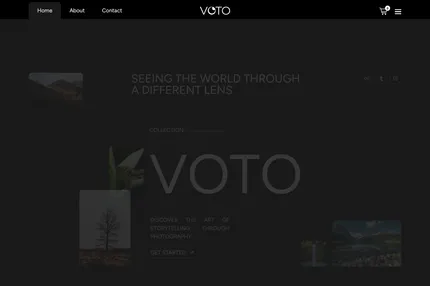 Home About Contact VOTO
SEEING THE WORLD THROUGH
A DIFFERENT LENS
COLLECTION
VOTO
DISCOVER THE ART OF
STORYTELLING THROUGH
PHOTOGRAPHY
GET STARTED